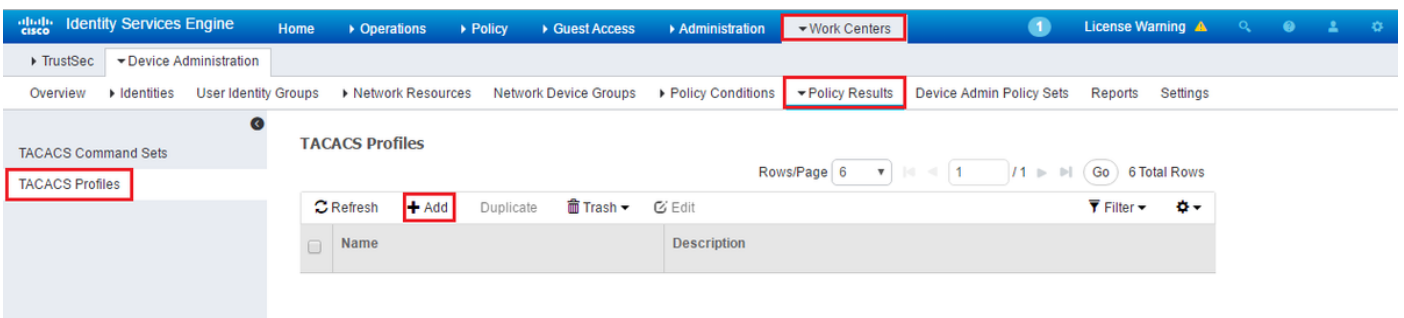 cisco Identity Services Engine Home Operations Policy Guest Access Administration Work Centers 1 License Warning
TrustSec Device Administration
Overview Identities User Identity Groups Network Resources Network Device Groups Policy Conditions Policy Results Device Admin Policy Sets Reports Settings
TACACS Command Sets
TACACS Profiles
TACACS Profiles
Rows/Page 6 1 /1 Go 6 Total Rows
Refresh + Add Duplicate Trash Edit Filter
Name Description